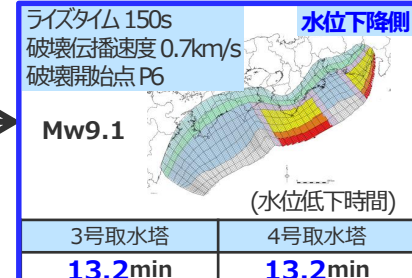 ライズタイム 150s
水位下降側
破壊伝播速度 0.7km/s
破壊開始点 P6
Mw9.1
(水位低下時間)
3号取水塔 4号取水塔
13.2min 13.2min